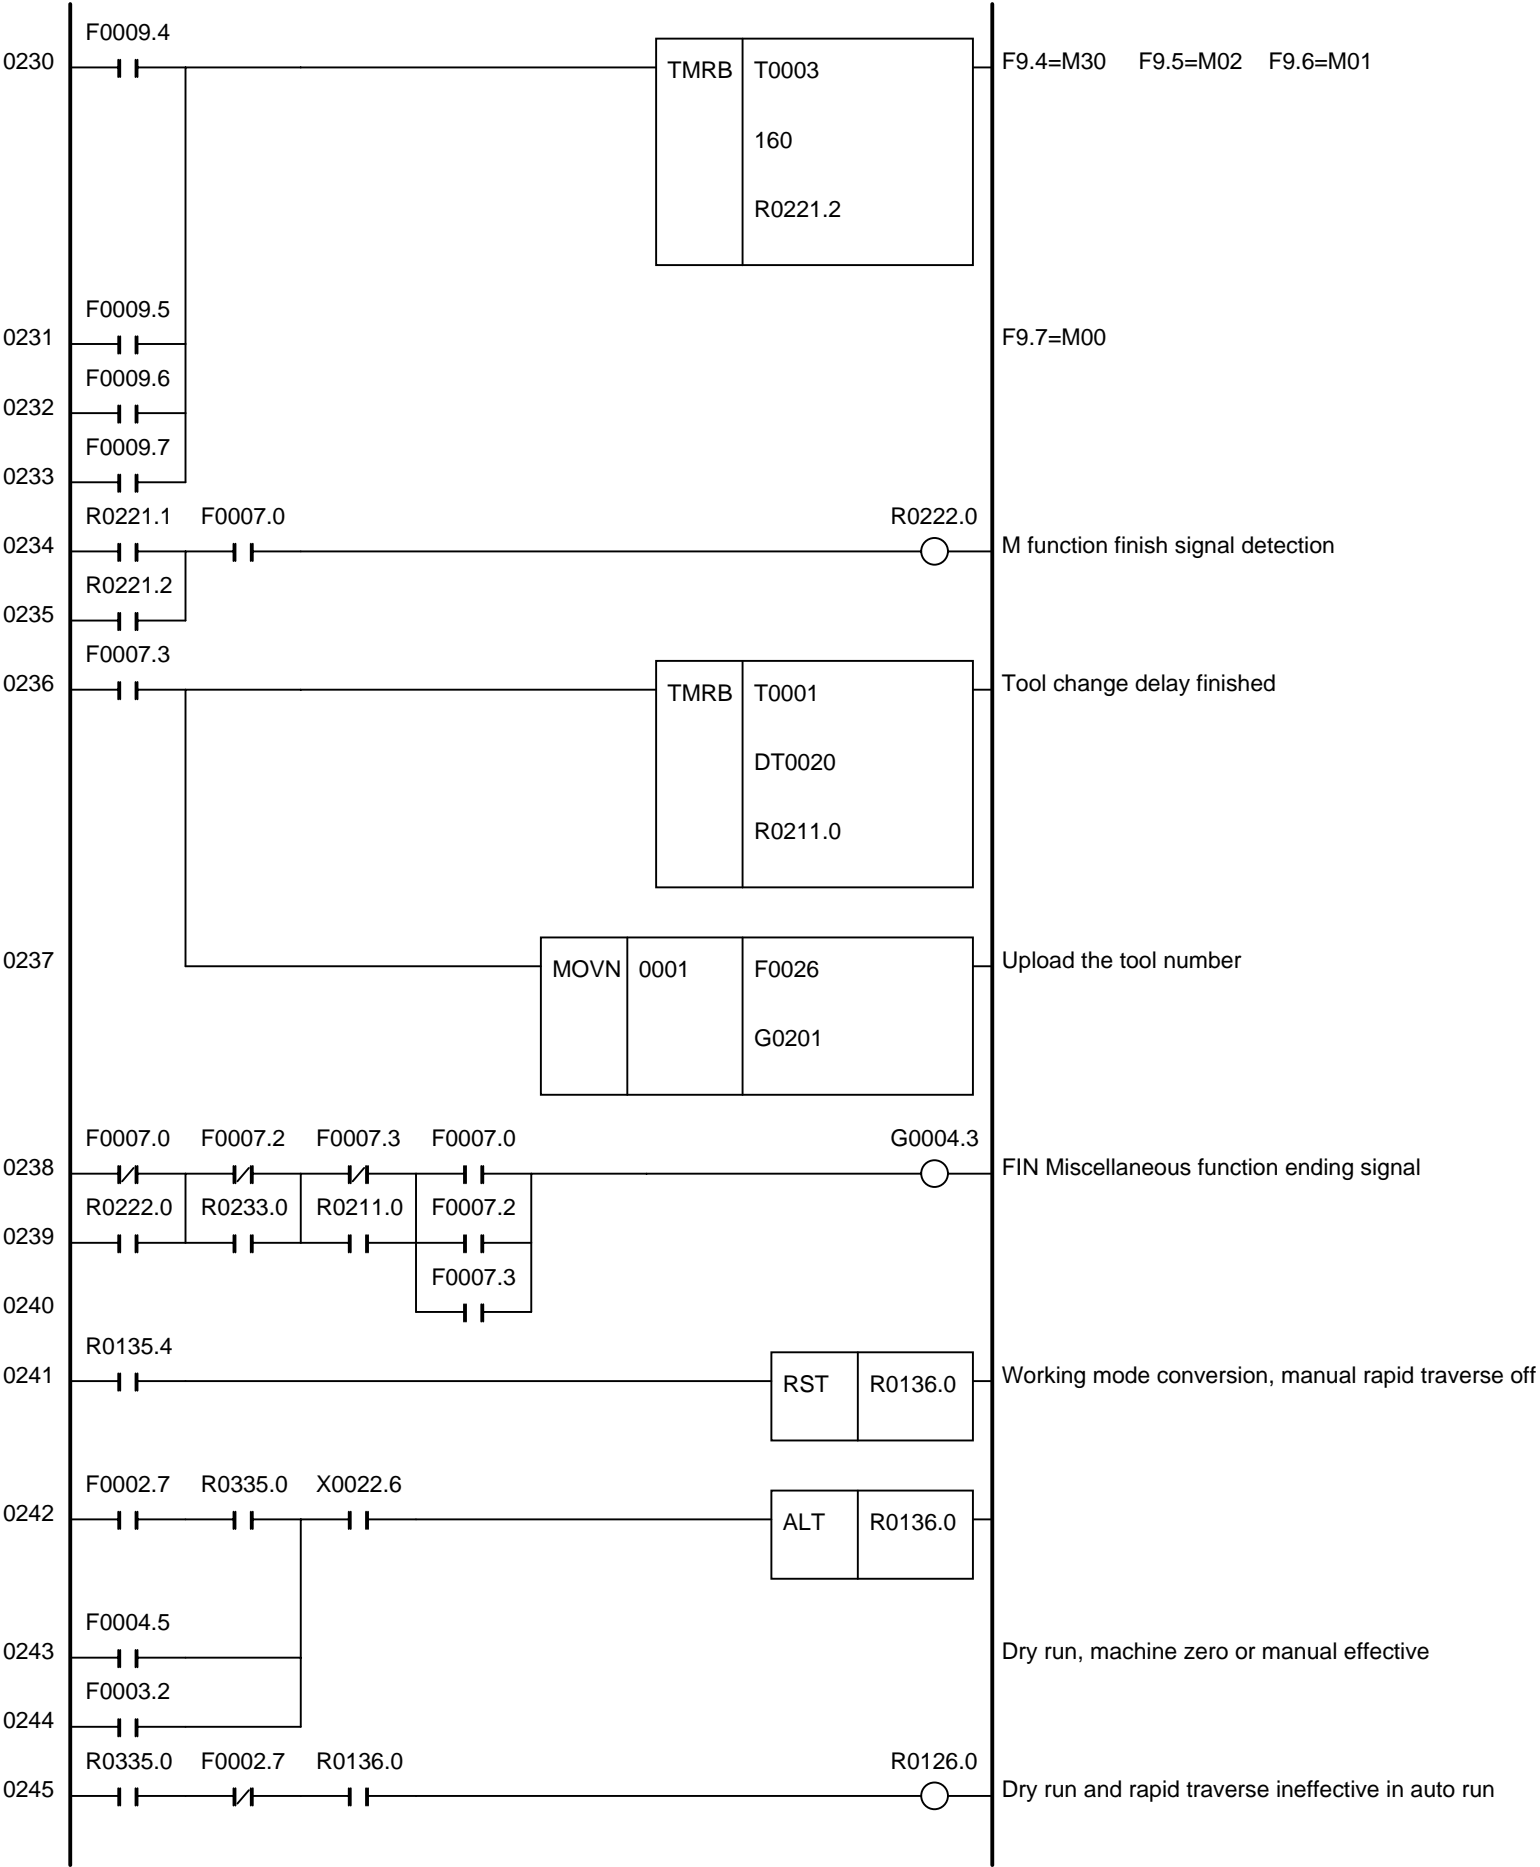 F0009.4
0230
TMRB T0003
F9.4=M30 F9.5=M02 F9.6=M01
160
R0221.2
F0009.5
0231
F9.7=M00
F0009.6
0232
F0009.7
0233
R0221.1 F0007.0 R0222.0
0234
M function finish signal detection
R0221.2
0235
F0007.3
0236
TMRB T0001
Tool change delay finished
DT0020
R0211.0
0237
MOVN 0001 F0026
Upload the tool number
G0201
F0007.0 F0007.2 F0007.3 F0007.0 G0004.3
0238
FIN Miscellaneous function ending signal
R0222.0 R0233.0 R0211.0 F0007.2
0239
F0007.3
0240
R0135.4
0241
RST R0136.0
Working mode conversion, manual rapid traverse off
F0002.7 R0335.0 X0022.6
0242
ALT R0136.0
F0004.5
0243
Dry run, machine zero or manual effective
F0003.2
0244
R0335.0 F0002.7 R0136.0 R0126.0
0245
Dry run and rapid traverse ineffective in auto run